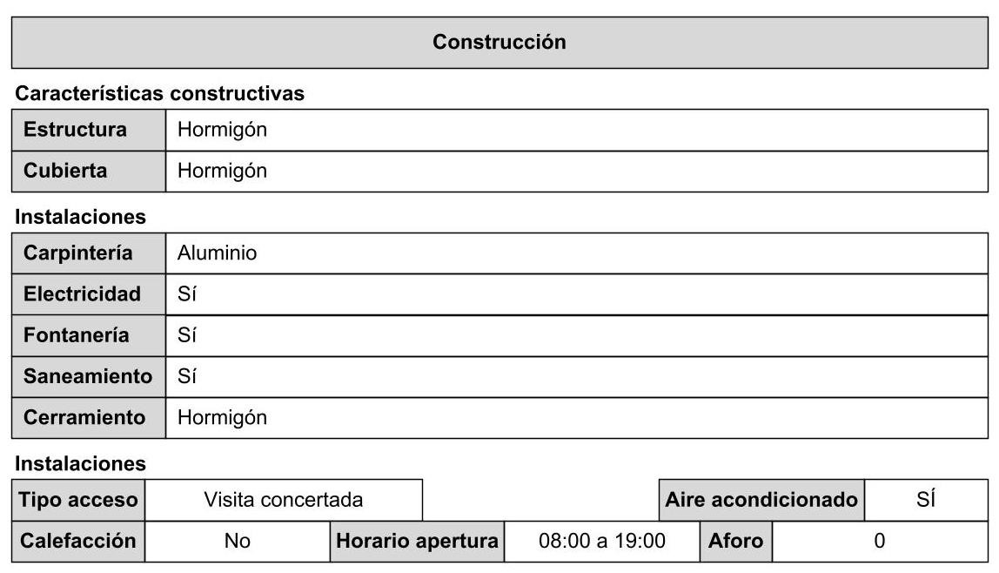 Construcción
Características constructivas
Estructura Hormigón
Cubierta Hormigón
Instalaciones
Carpintería Aluminio
Electricidad Sí
Fontanería Sí
Saneamiento Sí
Cerramiento Hormigón
Instalaciones
Tipo acceso Visita concertada Aire acondicionado SÍ
Calefacción No Horario apertura 08:00 a 19:00 Aforo 0